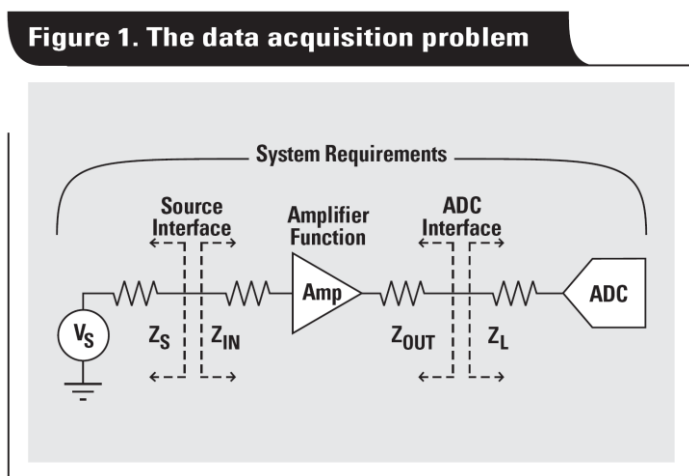 Figure 1. The data acquisition problem
System Requirements
Source
Interface
Amplifier
Function
ADC
Interface
Amp
ADC
VS
ZS
ZIN
ZOUT
ZL